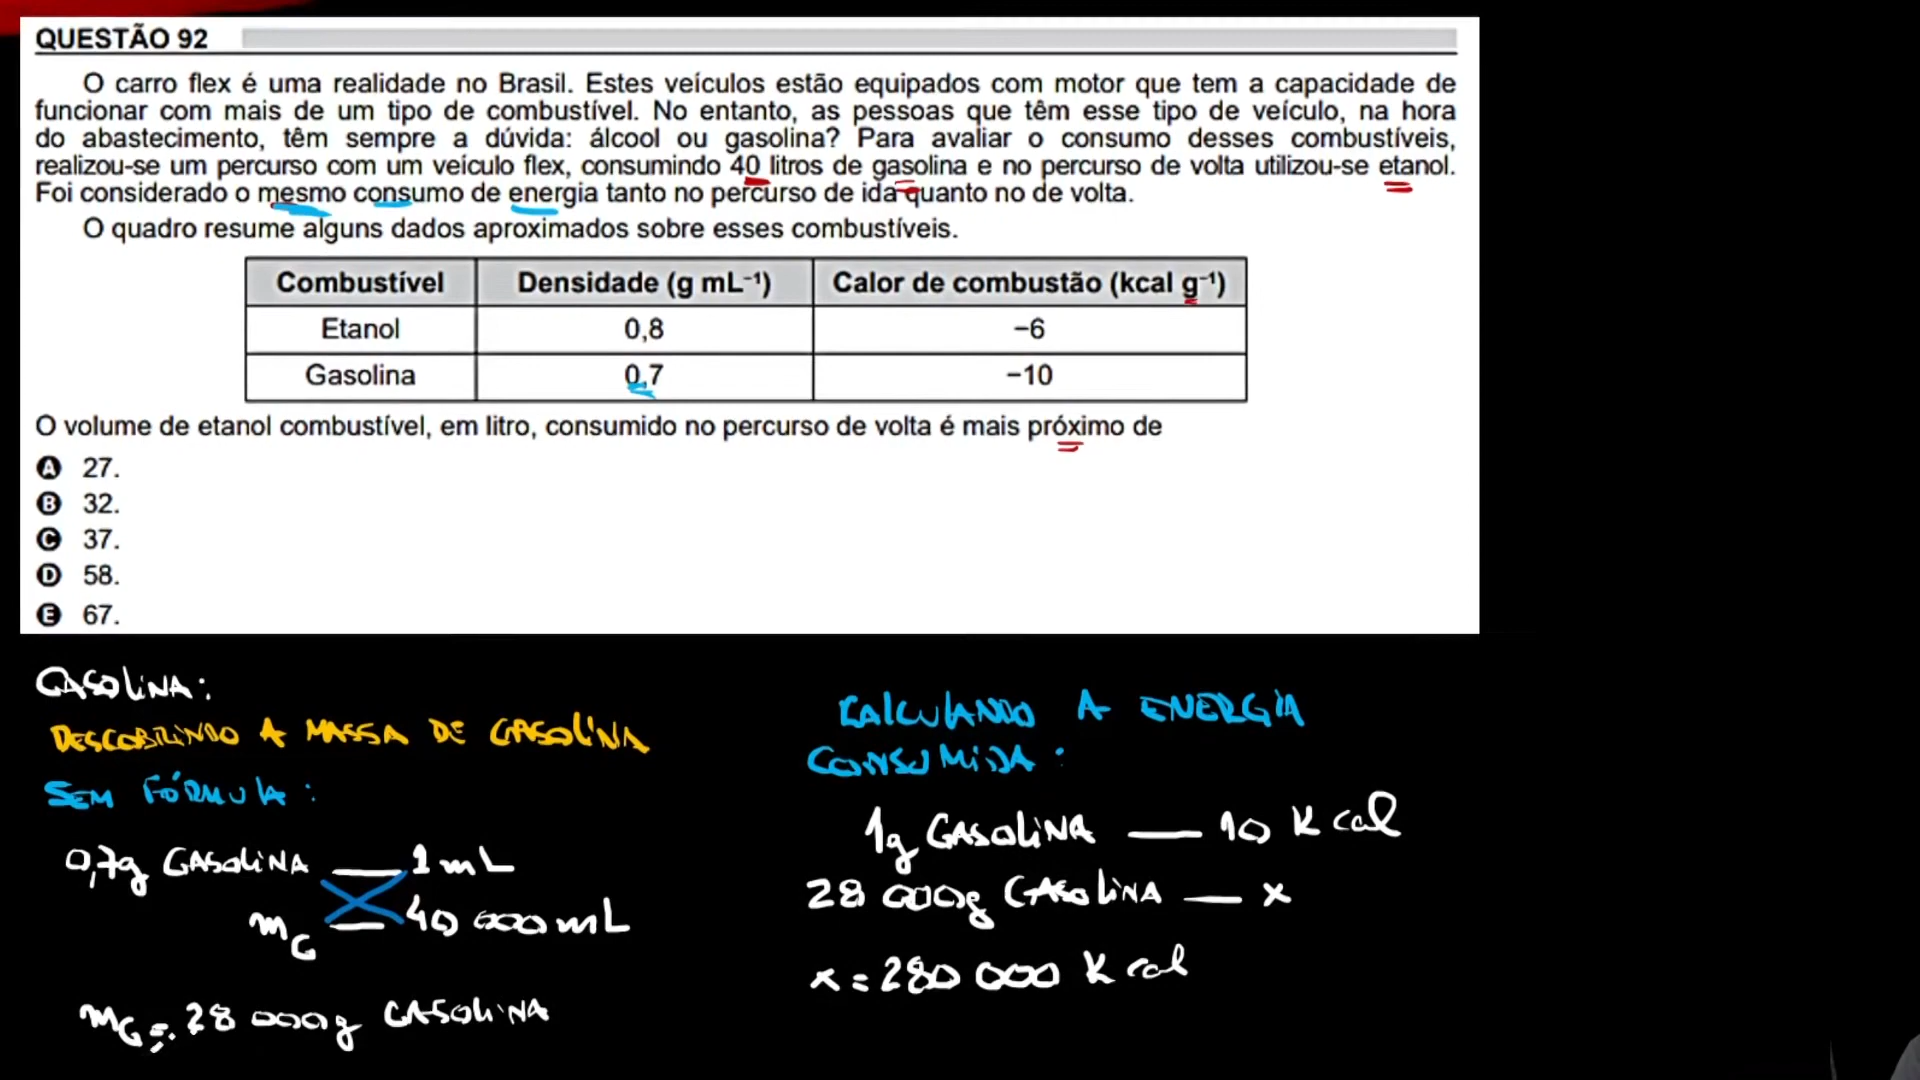 QUESTÃO 92
O carro flex é uma realidade no Brasil. Estes veículos estão equipados com motor que tem a capacidade de
funcionar com mais de um tipo de combustível. No entanto, as pessoas que têm esse tipo de veículo, na hora
do abastecimento, têm sempre a dúvida: álcool ou gasolina? Para avaliar o consumo desses combustíveis,
realizou-se um percurso com um veículo flex, consumindo 40 litros de gasolina e no percurso de volta utilizou-se etanol.
Foi considerado o mesmo consumo de energia tanto no percurso de ida quanto no de volta.
O quadro resume alguns dados aproximados sobre esses combustíveis.
Combustível Densidade (g mL⁻¹) Calor de combustão (kcal g⁻¹)
Etanol 0,8 −6
Gasolina 0,7 −10
O volume de etanol combustível, em litro, consumido no percurso de volta é mais próximo de
A 27.
B 32.
C 37.
D 58.
E 67.
GASOLINA:
DESCOBRINDO A MASSA DE GASOLINA
SEM FÓRMULA:
0,7g GASOLINA — 1 mL
mG — 40 000 mL
mG = 28 000g GASOLINA
CALCULANDO A ENERGIA
CONSUMIDA:
1g GASOLINA — 10 Kcal
28 000g GASOLINA — x
x = 280 000 Kcal